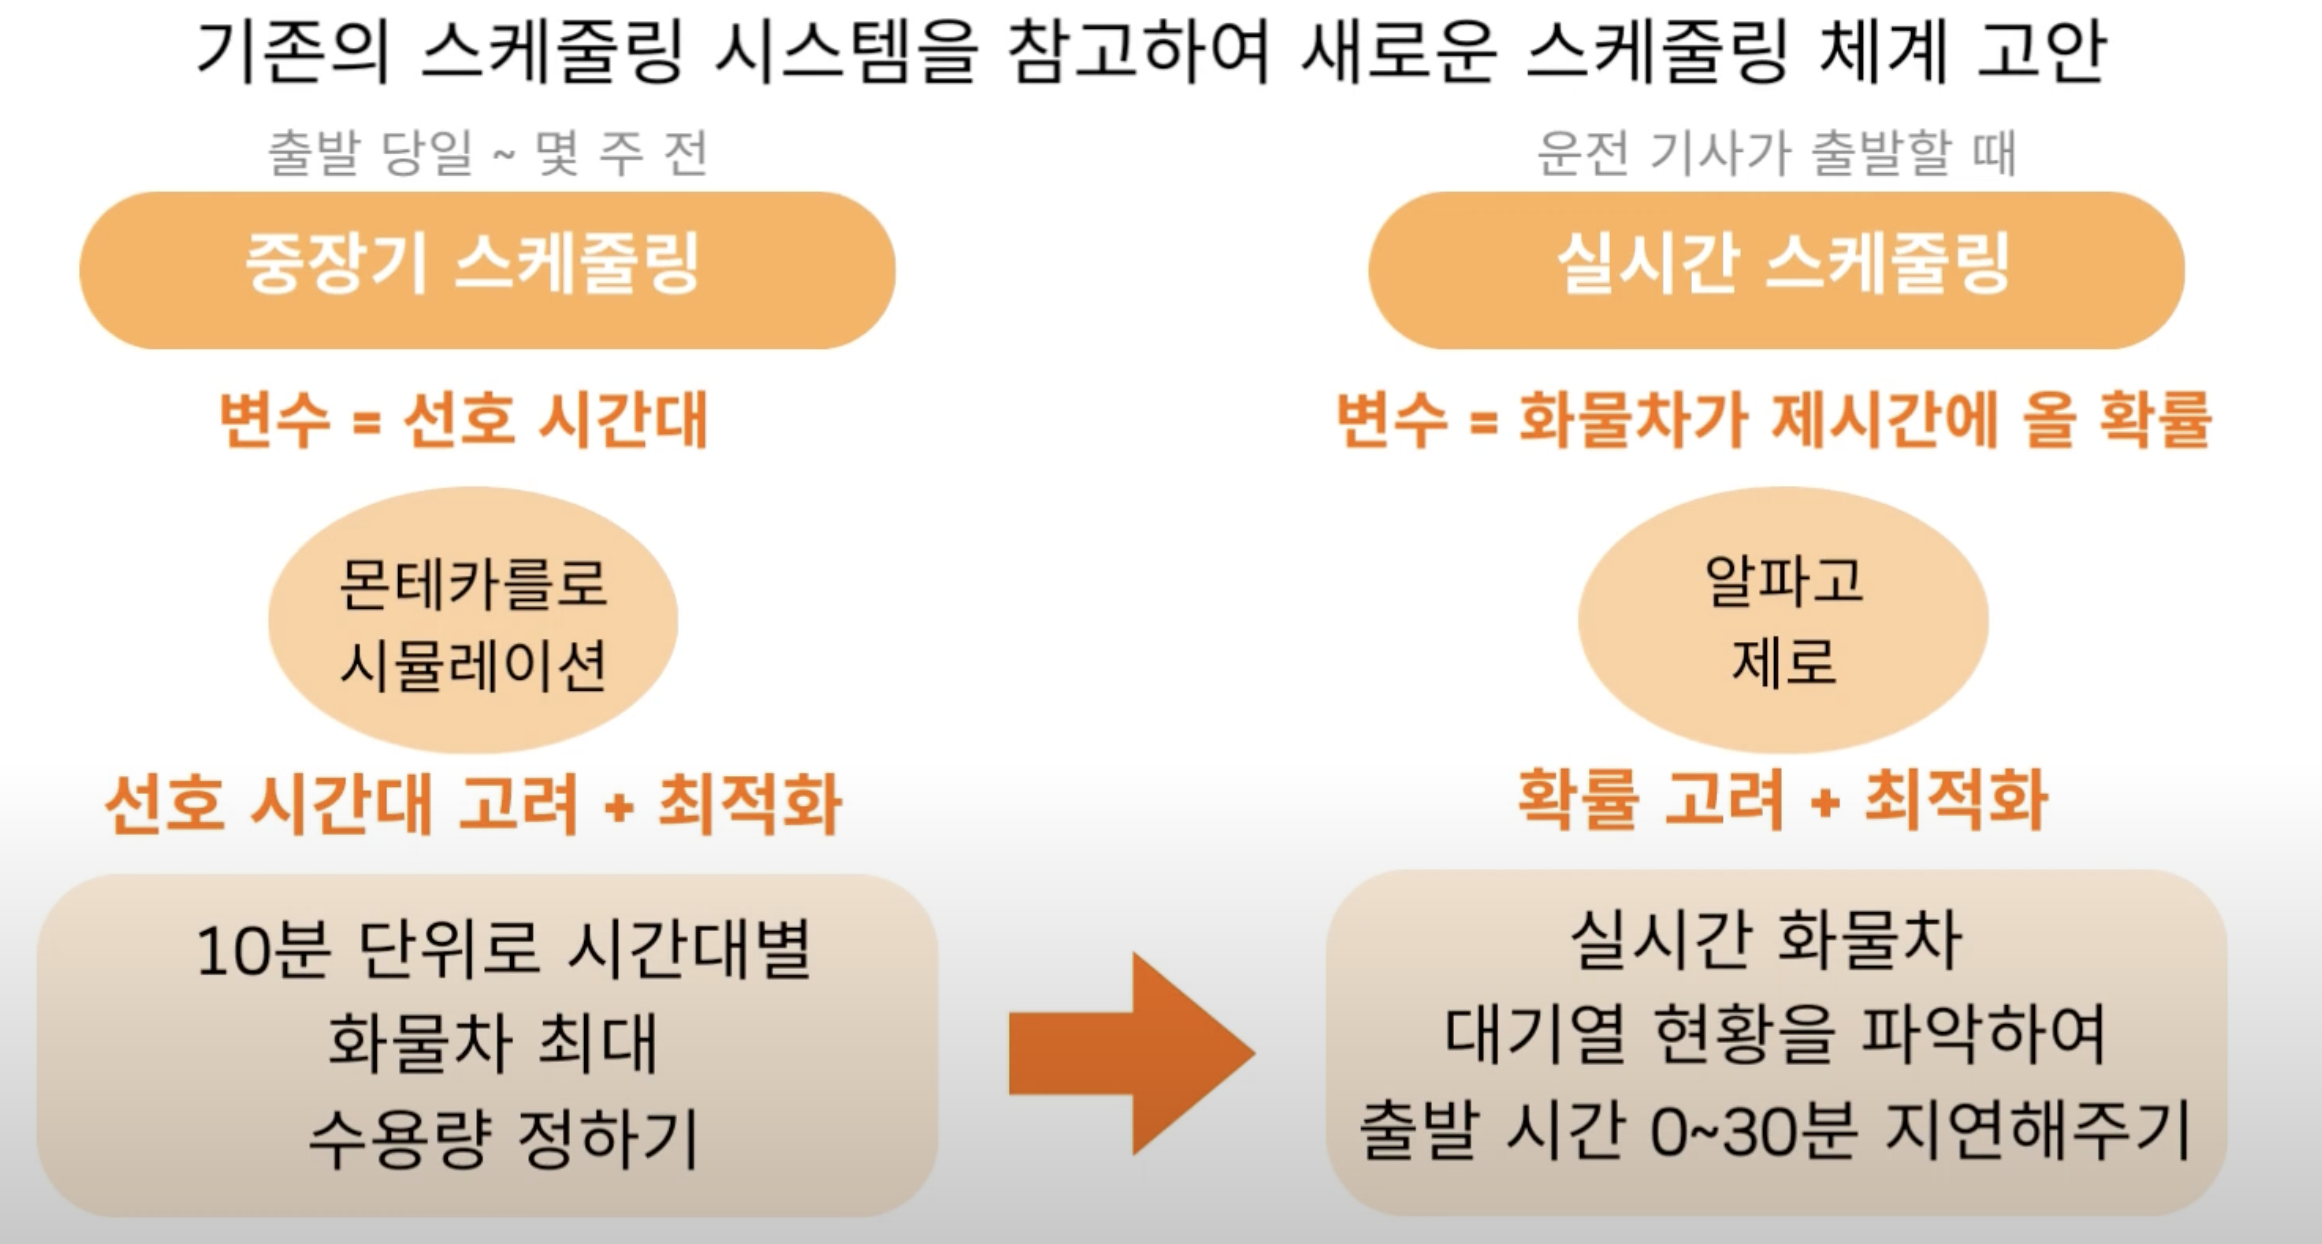 기존의 스케줄링 시스템을 참고하여 새로운 스케줄링 체계 고안
출발 당일 ~ 몇 주 전
중장기 스케줄링
변수 = 선호 시간대
몬테카를로
시뮬레이션
선호 시간대 고려 + 최적화
10분 단위로 시간대별
화물차 최대
수용량 정하기
운전 기사가 출발할 때
실시간 스케줄링
변수 = 화물차가 제시간에 올 확률
알파고
제로
확률 고려 + 최적화
실시간 화물차
대기열 현황을 파악하여
출발 시간 0~30분 지연해주기